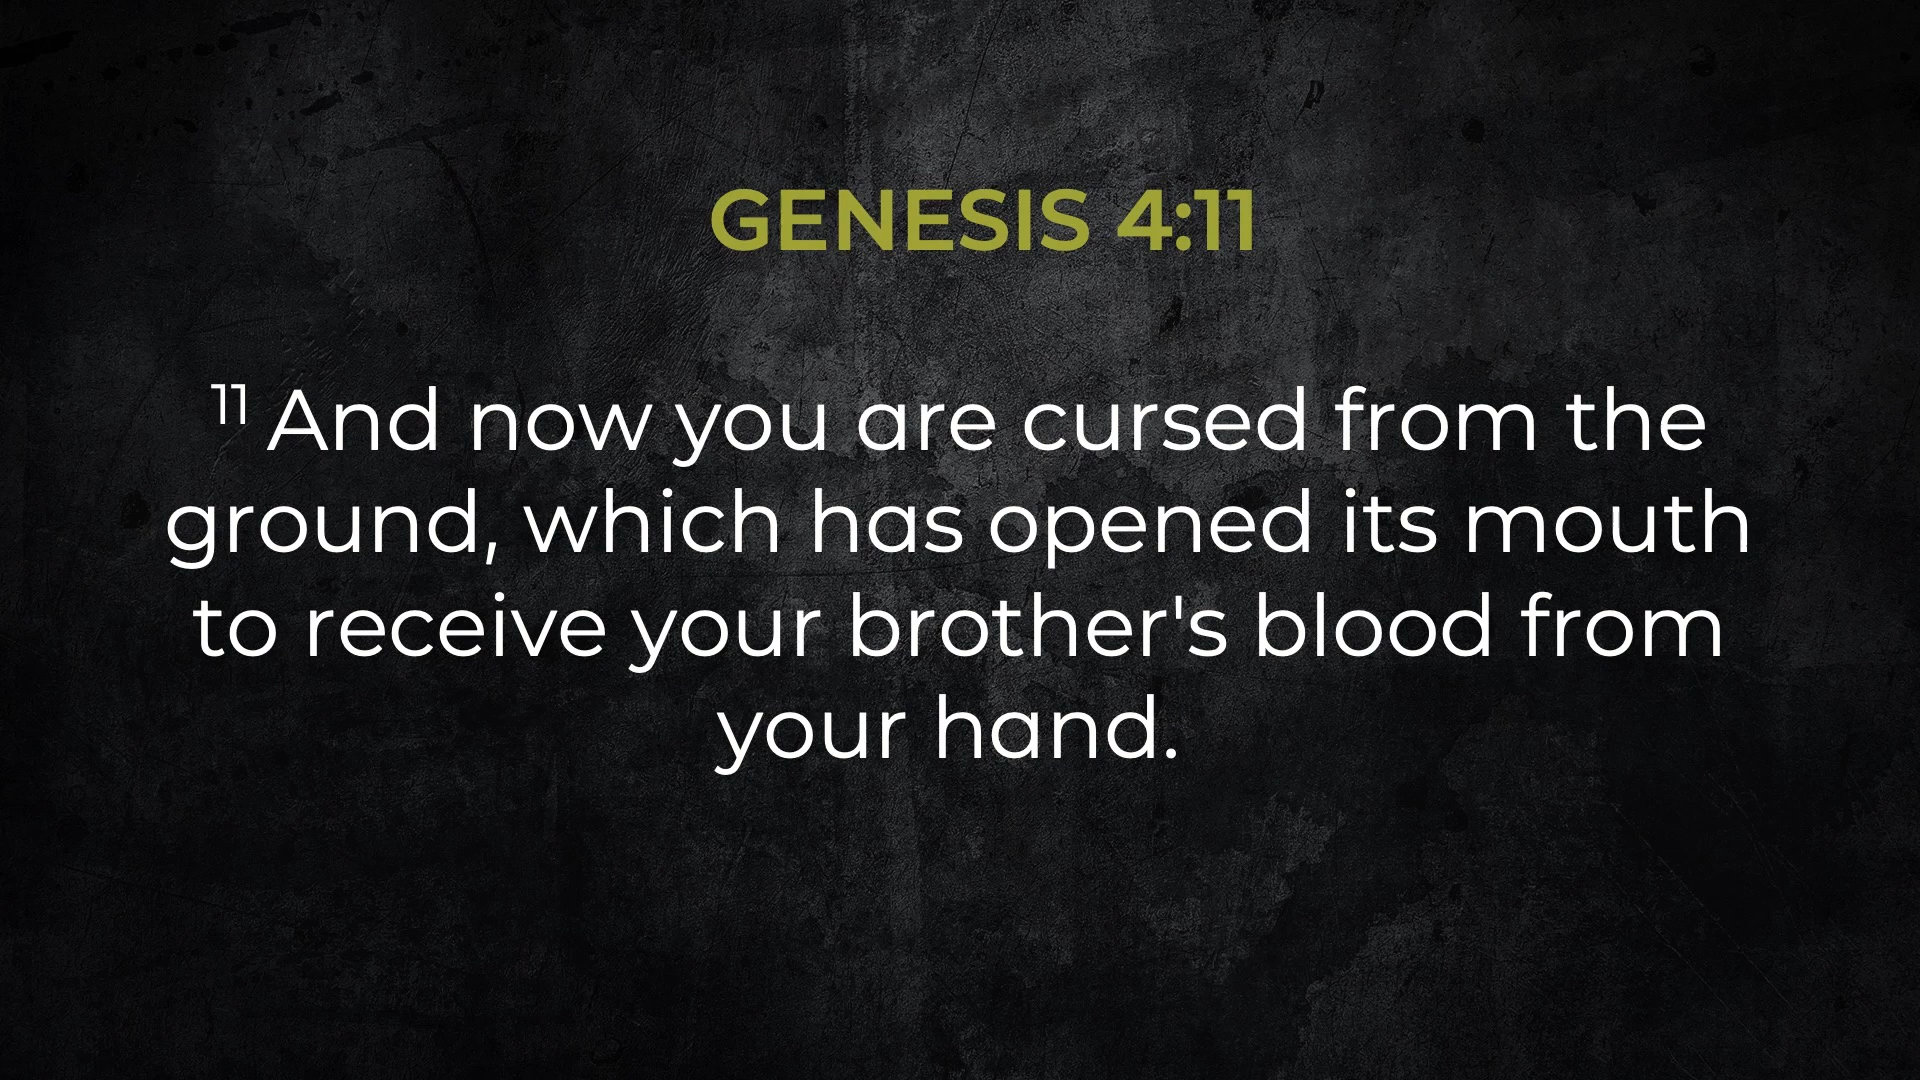 GENESIS 4:11
11 And now you are cursed from the
ground, which has opened its mouth
to receive your brother's blood from
your hand.